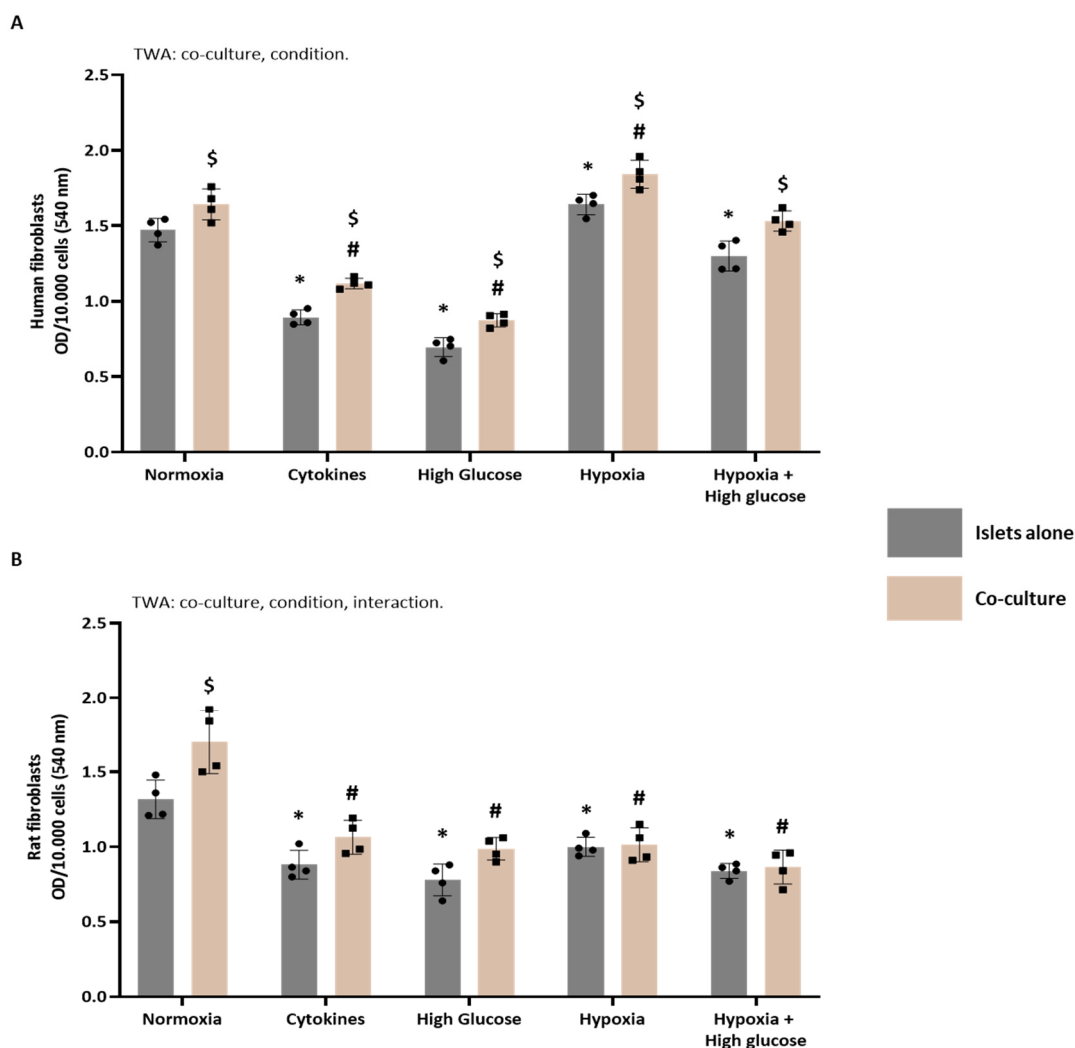 A
TWA: co-culture, condition.
Human fibroblasts
OD/10.000 cells (540 nm)
2.5
2.0
1.5
1.0
0.5
0.0
$
*
$
#
*
$
#
*
$
#
*
$
Normoxia
Cytokines
High Glucose
Hypoxia
Hypoxia +
High glucose
Islets alone
Co-culture
B
TWA: co-culture, condition, interaction.
Rat fibroblasts
OD/10.000 cells (540 nm)
2.5
2.0
1.5
1.0
0.5
0.0
$
*
#
*
#
*
#
*
#
Normoxia
Cytokines
High Glucose
Hypoxia
Hypoxia +
High glucose